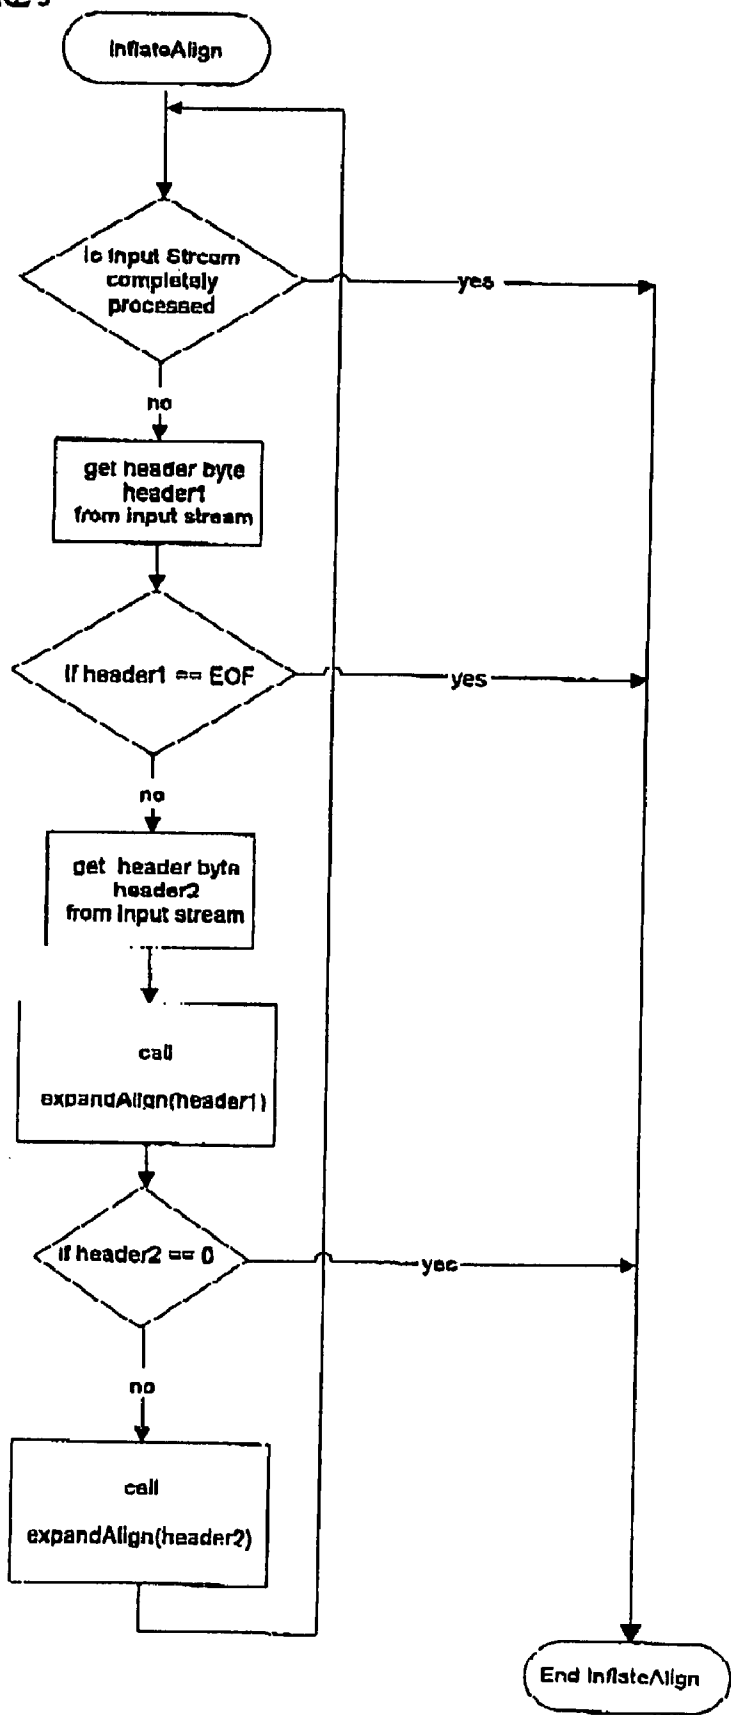 InflateAlign
Is Input Stream
completely
processed
yes
no
get header byte
header1
from input stream
If header1 == EOF
yes
no
get header byte
header2
from input stream
call
expandAlign(header1)
If header2 == 0
yes
no
call
expandAlign(header2)
End InflateAlign